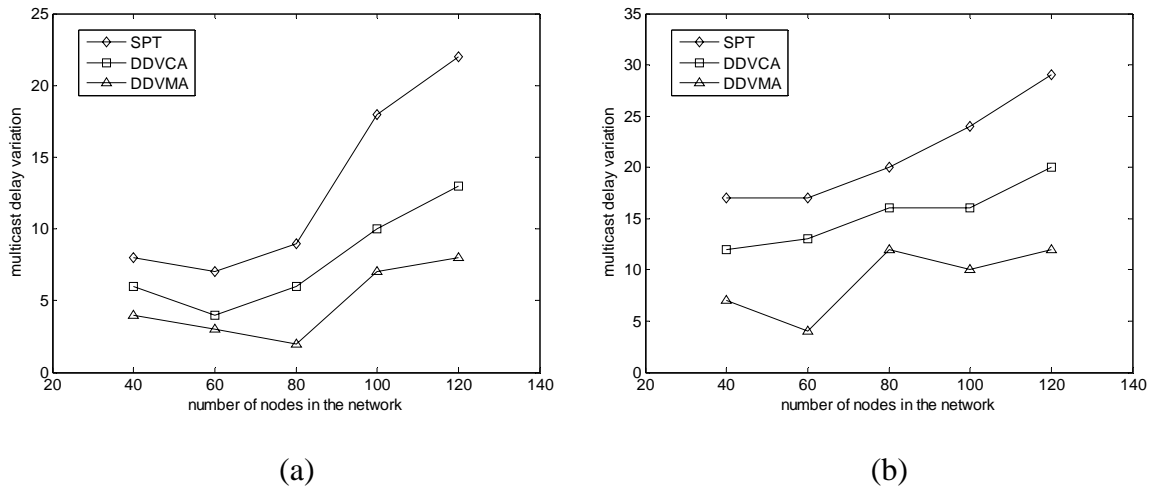 25
20
15
10
5
0
multicast delay variation
SPT
DDVCA
DDVMA
20 40 60 80 100 120 140
number of nodes in the network
(a)
35
30
25
20
15
10
5
0
multicast delay variation
SPT
DDVCA
DDVMA
20 40 60 80 100 120 140
number of nodes in the network
(b)